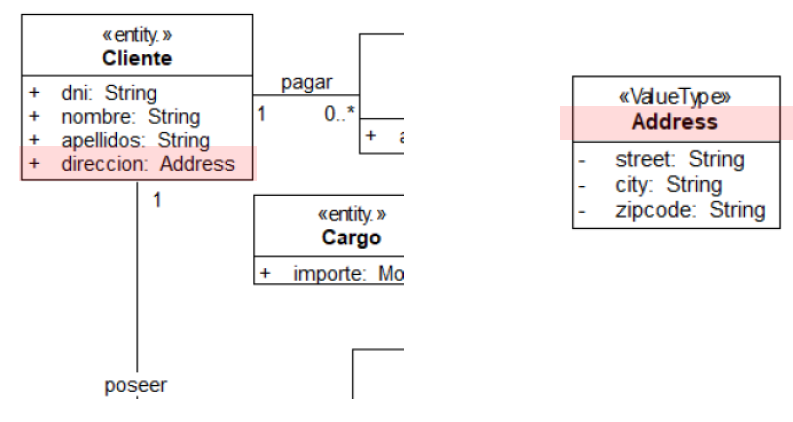 «entity.»
Cliente
+ dni: String
+ nombre: String
+ apellidos: String
+ direccion: Address
pagar
1 0..*
+
1
«entity.»
Cargo
+ importe:
poseer
«ValueType»
Address
- street: String
- city: String
- zipcode: String